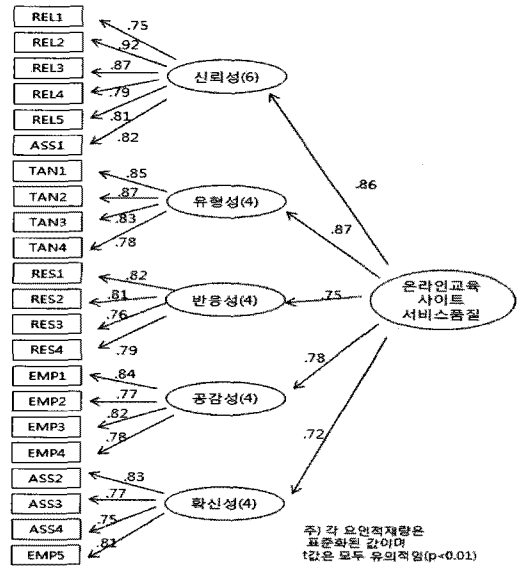 REL1
REL2
REL3
REL4
REL5
ASS1
TAN1
TAN2
TAN3
TAN4
RES1
RES2
RES3
RES4
EMP1
EMP2
EMP3
EMP4
ASS2
ASS3
ASS4
EMP5
.75
.92
.87
.79
.81
.82
.85
.87
.83
.78
.82
.81
.76
.79
.84
.77
.82
.78
.83
.77
.75
.81
신뢰성(6)
유형성(4)
반응성(4)
공감성(4)
확신성(4)
.86
.87
.75
.78
.72
온라인교육
사이트
서비스품질
주) 각 요인적재량은
표준화된 값이며
t값은 모두 유의적임(p<0.01)